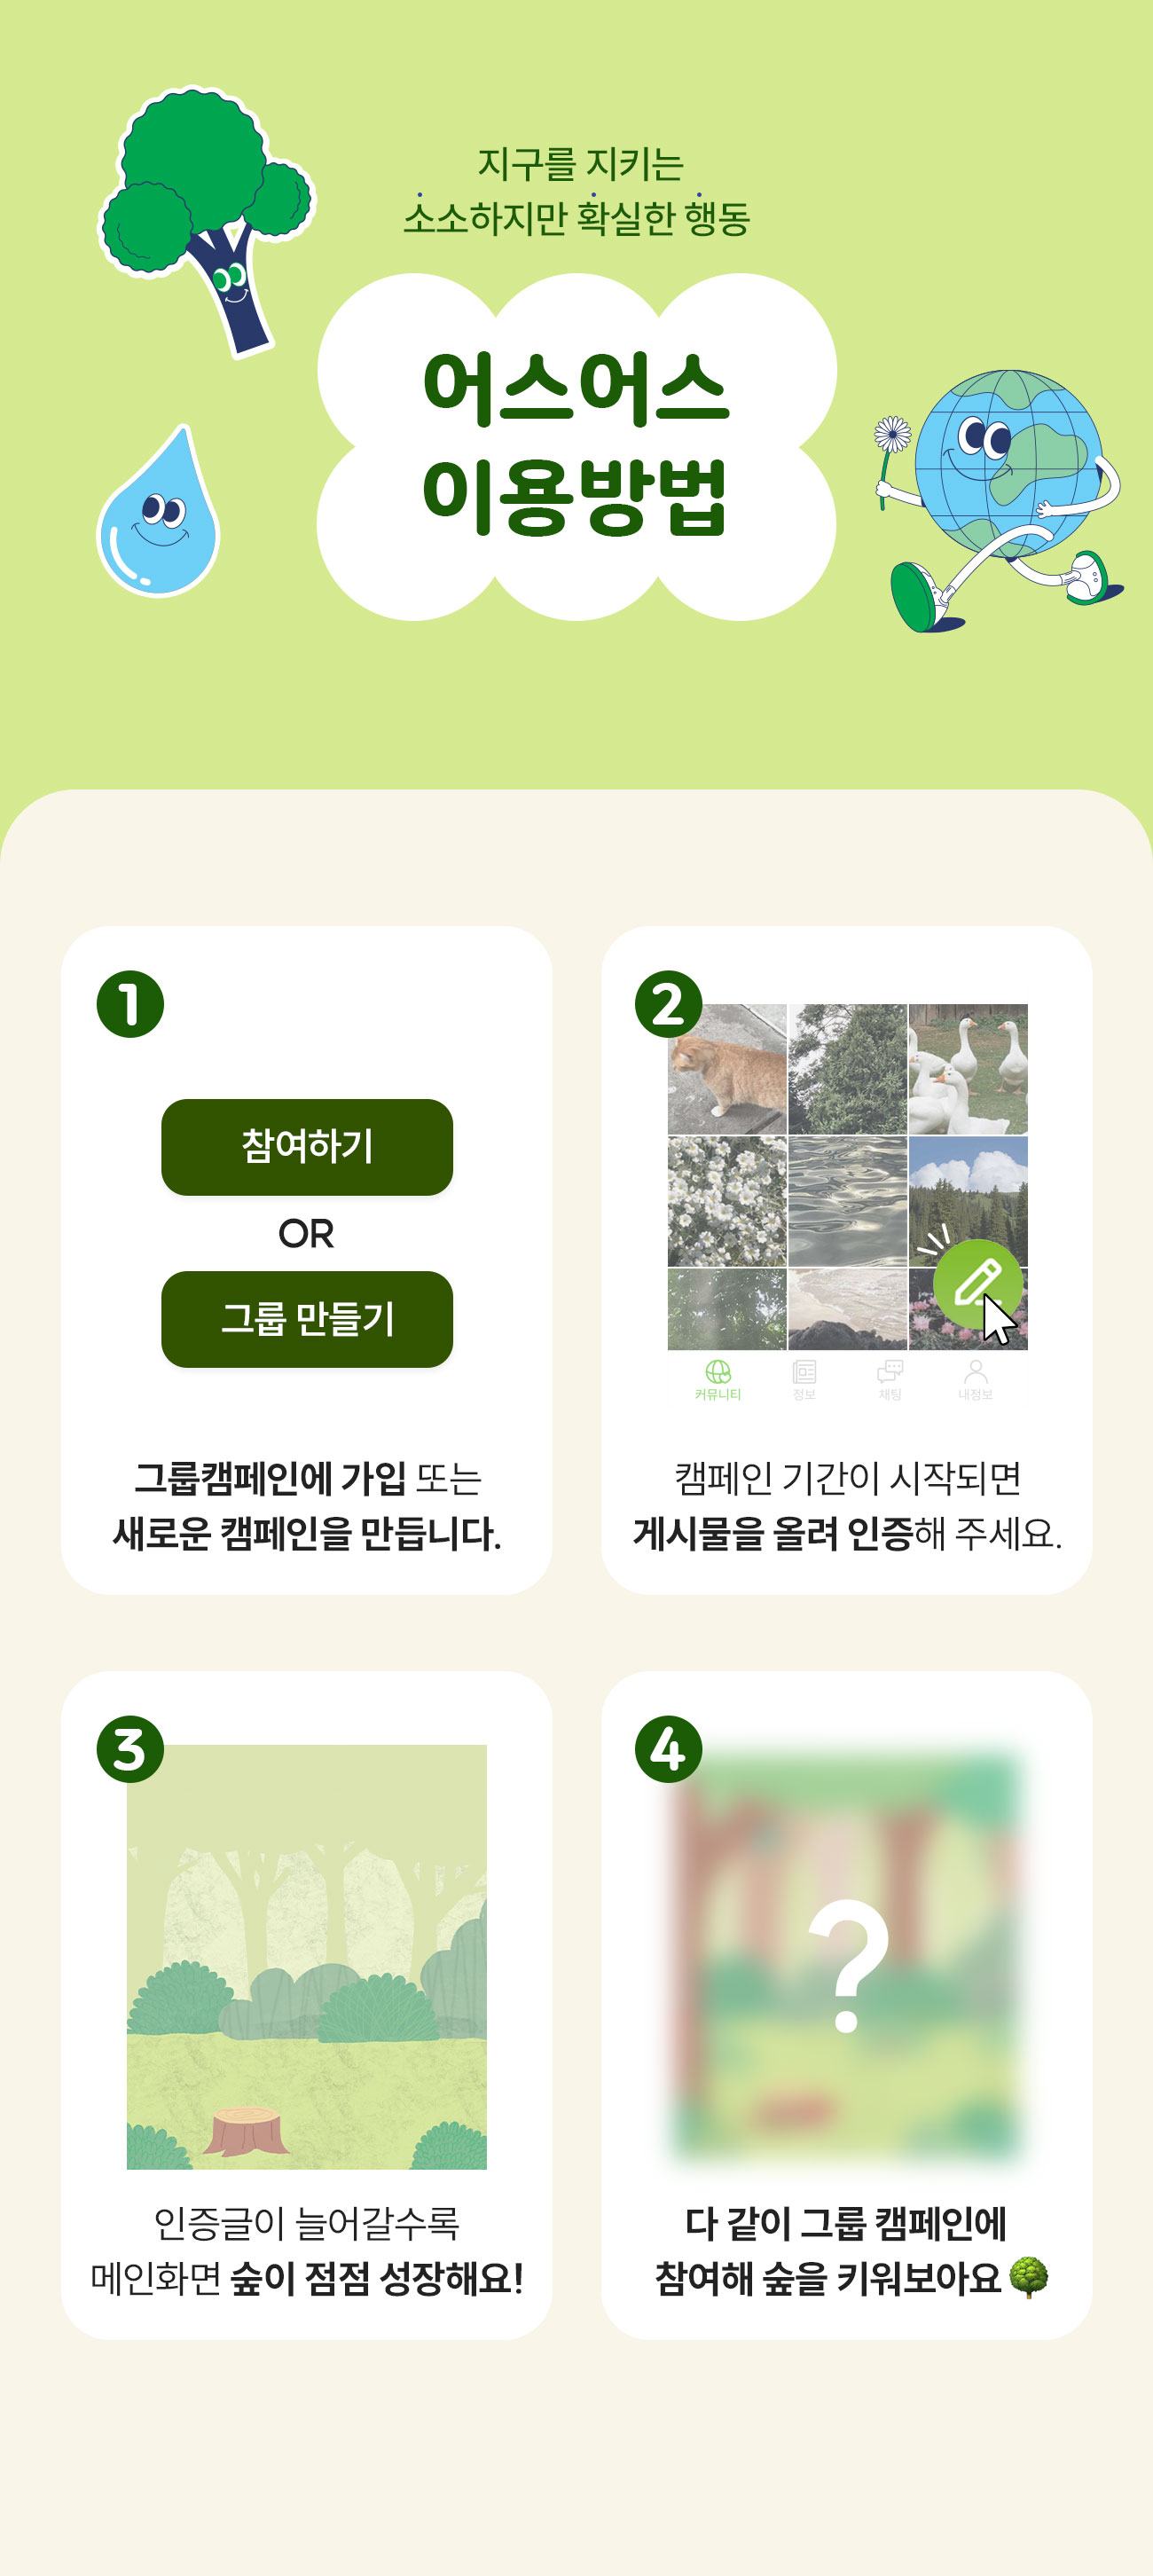 지구를 지키는
소소하지만 확실한 행동
어스어스
이용방법
1
참여하기
OR
그룹 만들기
그룹캠페인에 가입 또는
새로운 캠페인을 만듭니다.
2
커뮤니티 정보 채팅 내정보
캠페인 기간이 시작되면
게시물을 올려 인증해 주세요.
3
인증글이 늘어갈수록
메인화면 숲이 점점 성장해요!
4
?
다 같이 그룹 캠페인에
참여해 숲을 키워보아요 🌳